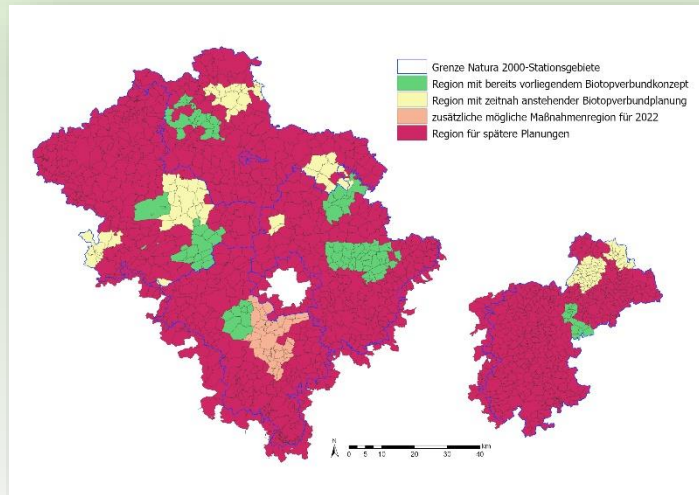 Grenze Natura 2000-Stationsgebiete
Region mit bereits vorliegendem Biotopverbundkonzept
Region mit zeitnah anstehender Biotopverbundplanung
zusätzliche mögliche Maßnahmenregion für 2022
Region für spätere Planungen
N
km
0 5 10 20 30 40